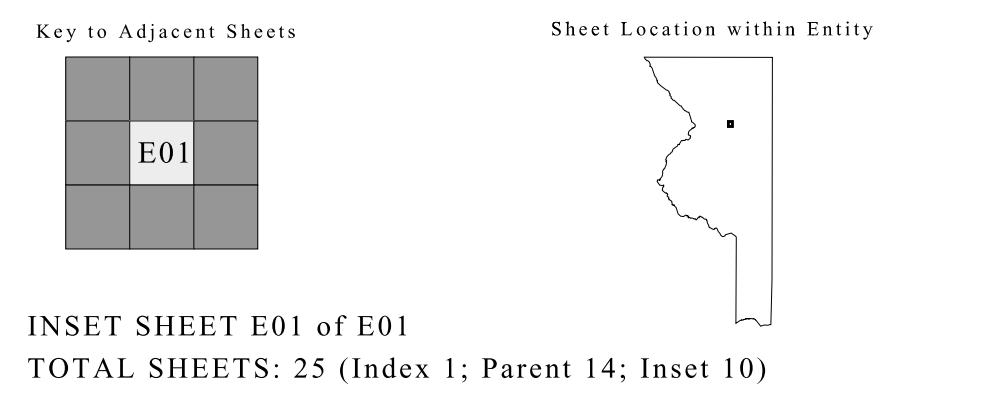 Key to Adjacent Sheets
Sheet Location within Entity
E01
INSET SHEET E01 of E01
TOTAL SHEETS: 25 (Index 1; Parent 14; Inset 10)